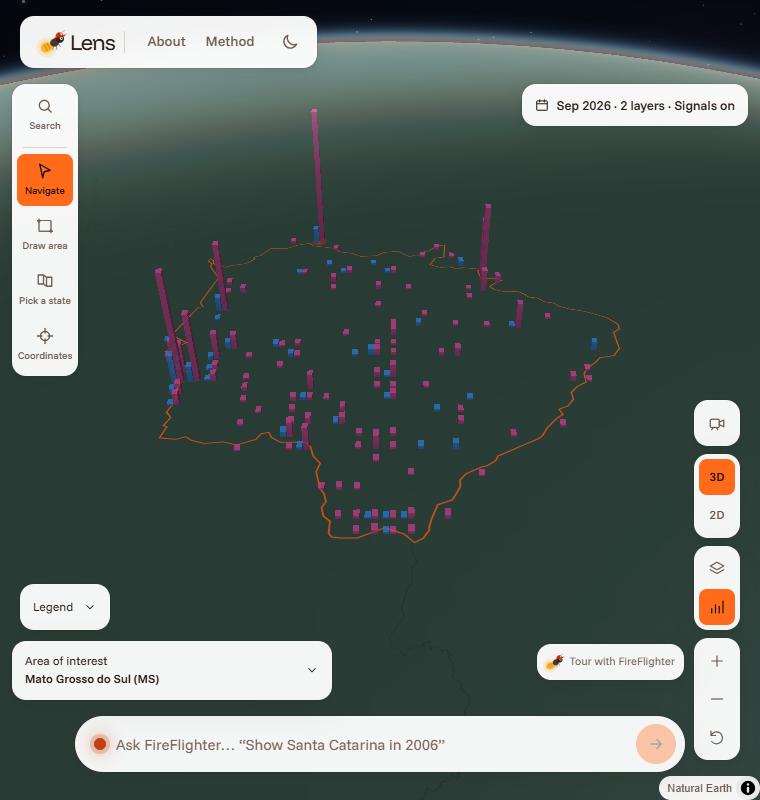 Lens
About
Method
Sep 2026 · 2 layers · Signals on
Search
Navigate
Draw area
Pick a state
Coordinates
3D
2D
Legend
Area of interest
Mato Grosso do Sul (MS)
Tour with FireFlighter
Ask FireFlighter... “Show Santa Catarina in 2006”
Natural Earth